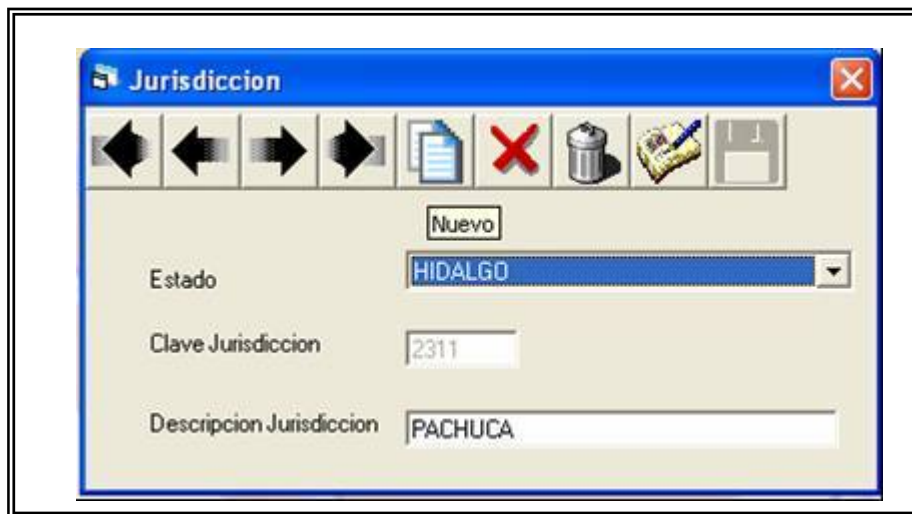 Jurisdiccion
Nuevo
Estado
HIDALGO
Clave Jurisdiccion
2311
Descripcion Jurisdiccion
PACHUCA